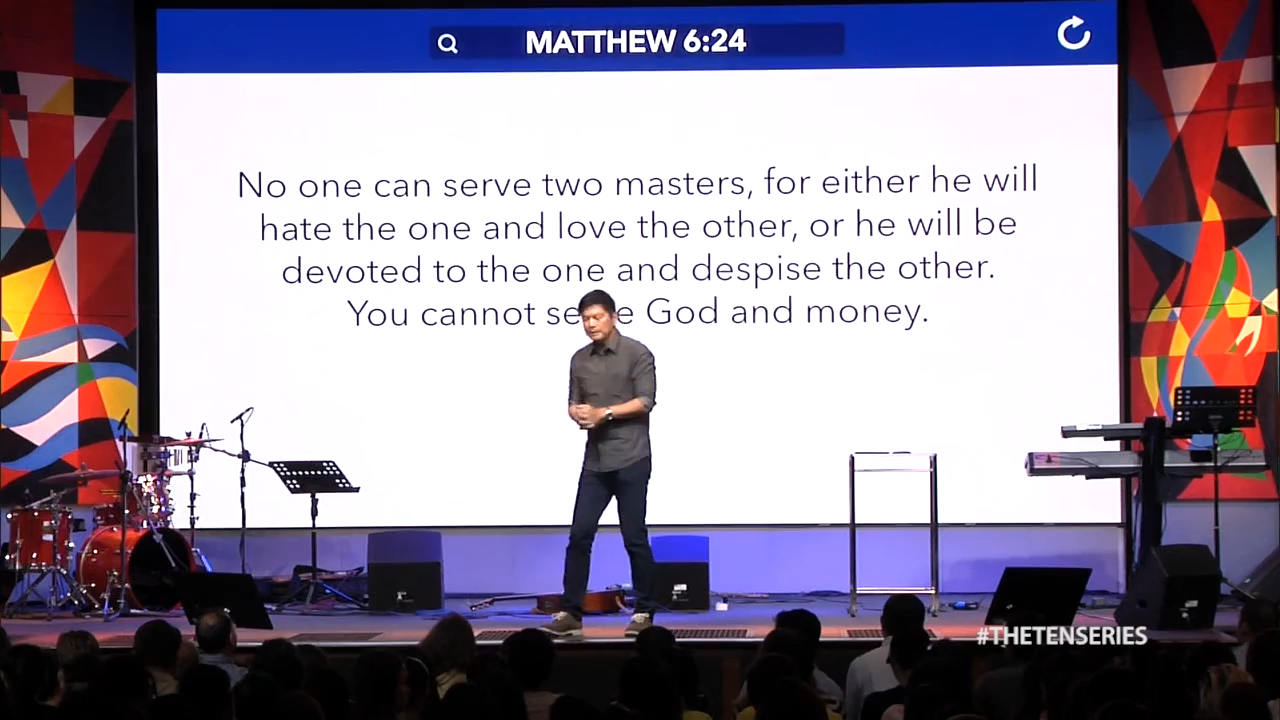 MATTHEW 6:24
No one can serve two masters, for either he will
hate the one and love the other, or he will be
devoted to the one and despise the other.
You cannot serve God and money.
#THETENSERIES